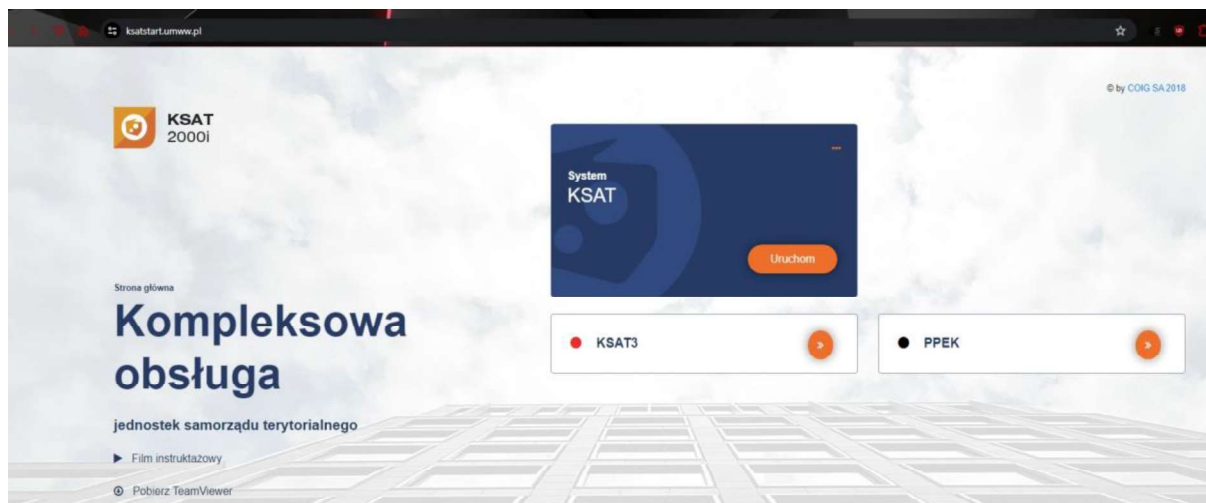 ksatstart.umww.pl
© by COIG SA 2018
KSAT
2000i
System
KSAT
Uruchom
Strona główna
Kompleksowa
obsługa
jednostek samorządu terytorialnego
Film instruktażowy
Pobierz TeamViewer
KSAT3
PPEK